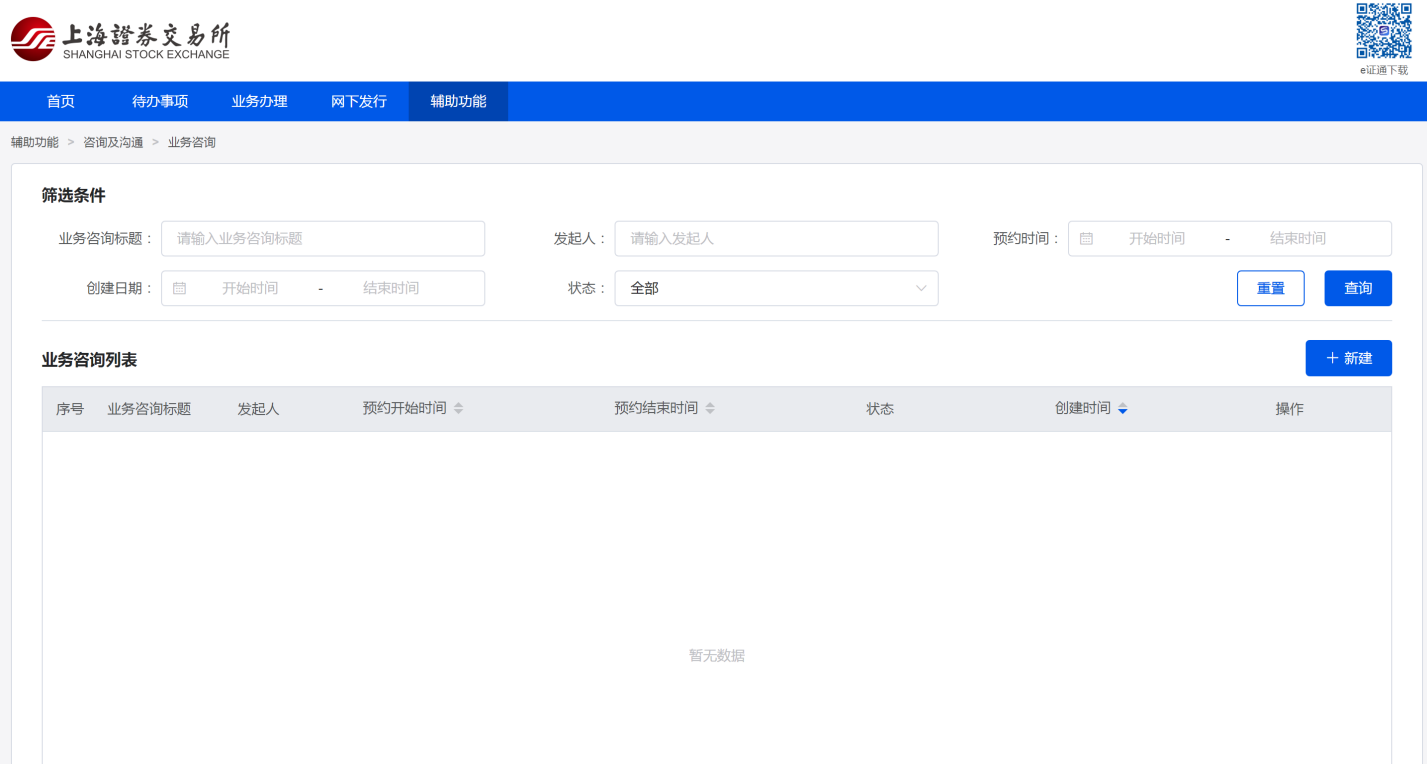 上海證券交易所
SHANGHAI STOCK EXCHANGE
e证通下载
首页 待办事项 业务办理 网下发行 辅助功能
辅助功能 > 咨询及沟通 > 业务咨询
筛选条件
业务咨询标题： 请输入业务咨询标题 发起人： 请输入发起人 预约时间： 开始时间 - 结束时间
创建日期： 开始时间 - 结束时间 状态： 全部 重置 查询
业务咨询列表 + 新建
序号 业务咨询标题 发起人 预约开始时间 预约结束时间 状态 创建时间 操作
暂无数据